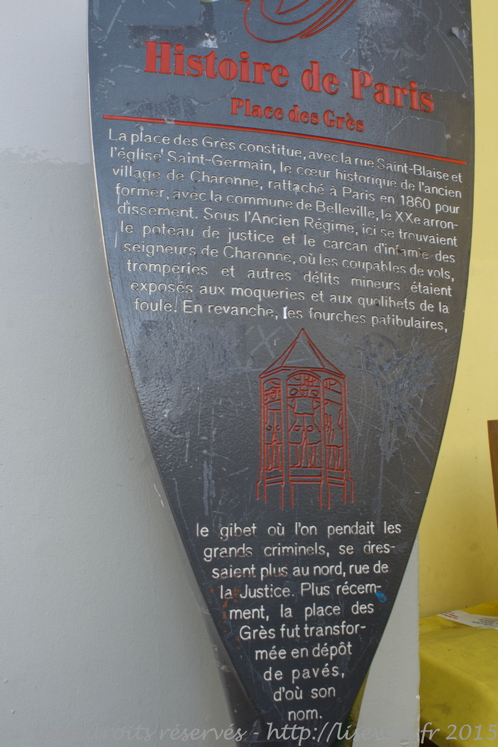 Histoire de Paris
Place des Grès
La place des Grès constitue, avec la rue Saint-Blaise et
l'église Saint-Germain, le cœur historique de l'ancien
village de Charonne, rattaché à Paris en 1860 pour
former, avec la commune de Belleville, le XXe arron-
dissement. Sous l'Ancien Régime, ici se trouvaient
le poteau de justice et le carcan d'infamie des
seigneurs de Charonne, où les coupables de vols,
tromperies et autres délits mineurs étaient
exposés aux moqueries et aux quolibets de la
foule. En revanche, les fourches patibulaires,
le gibet où l'on pendait les
grands criminels, se dres-
saient plus au nord, rue de
la Justice. Plus récem-
ment, la place des
Grès fut transfor-
mée en dépôt
de pavés,
d'où son
nom.
droits réservés - http:// 2015